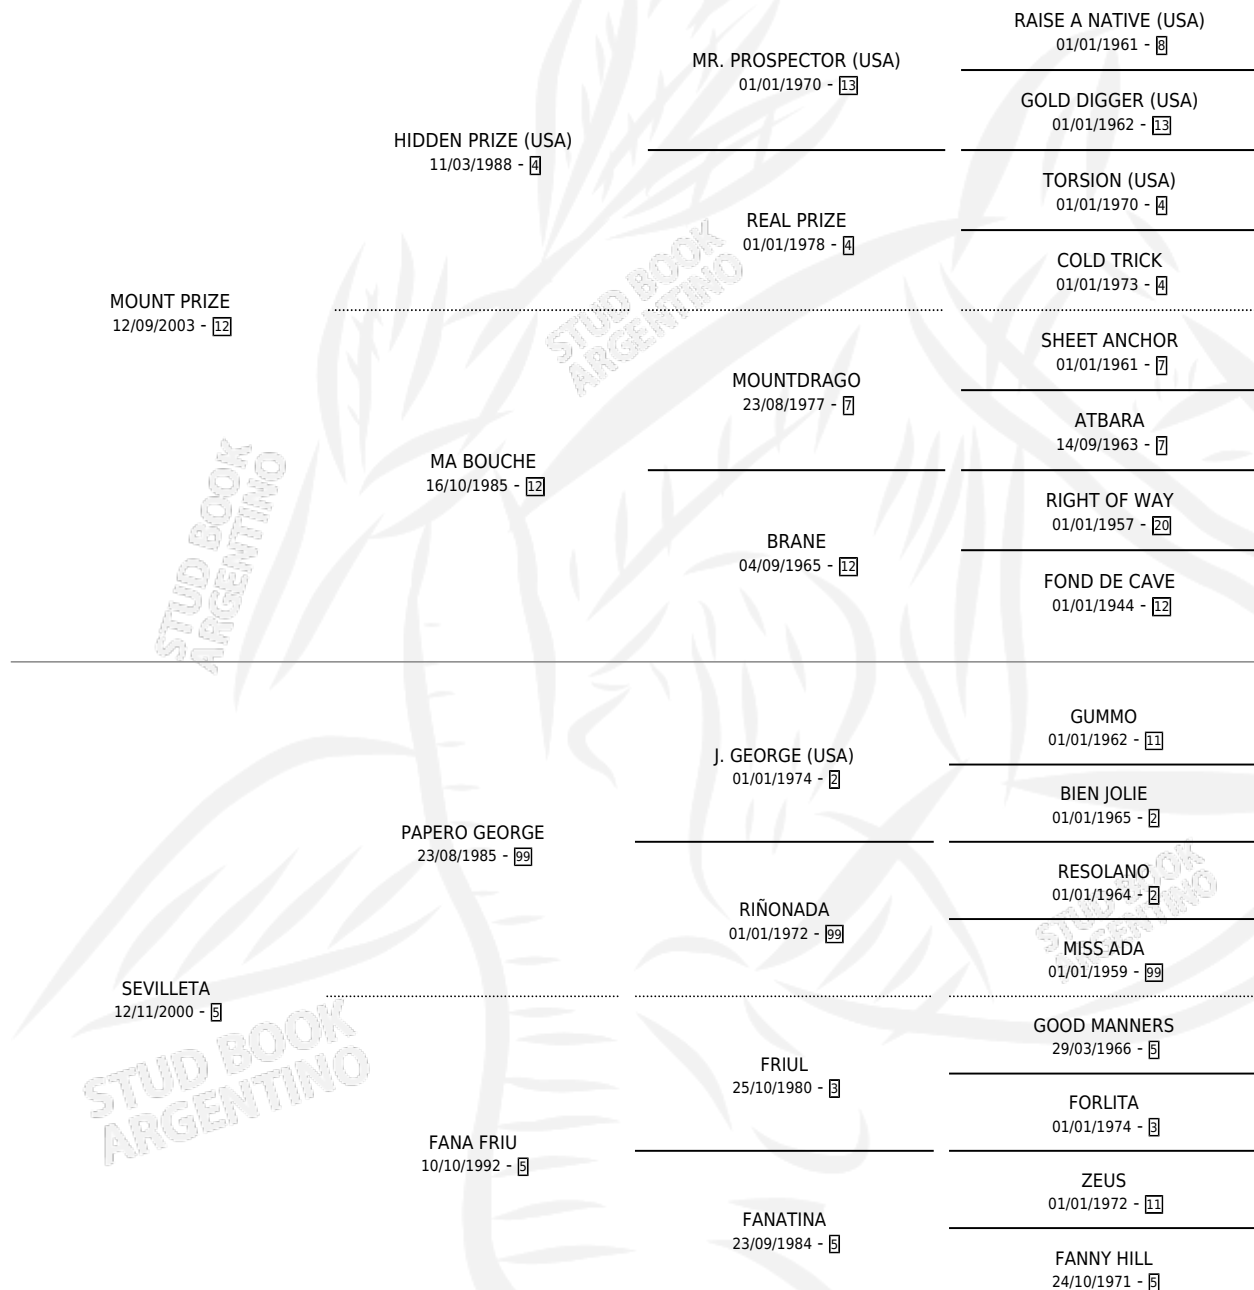 RAISE A NATIVE (USA)
01/01/1961 - 8
MR. PROSPECTOR (USA)
01/01/1970 - 13
GOLD DIGGER (USA)
01/01/1962 - 13
HIDDEN PRIZE (USA)
11/03/1988 - 4
TORSION (USA)
01/01/1970 - 4
REAL PRIZE
01/01/1978 - 4
COLD TRICK
01/01/1973 - 4
MOUNT PRIZE
12/09/2003 - 12
SHEET ANCHOR
01/01/1961 - 7
MOUNTDRAGO
23/08/1977 - 7
ATBARA
14/09/1963 - 7
MA BOUCHE
16/10/1985 - 12
RIGHT OF WAY
01/01/1957 - 20
BRANE
04/09/1965 - 12
FOND DE CAVE
01/01/1944 - 12
GUMMO
01/01/1962 - 11
J. GEORGE (USA)
01/01/1974 - 2
BIEN JOLIE
01/01/1965 - 2
PAPERO GEORGE
23/08/1985 - 99
RESOLANO
01/01/1964 - 2
RIÑONADA
01/01/1972 - 99
MISS ADA
01/01/1959 - 99
SEVILLETA
12/11/2000 - 5
GOOD MANNERS
29/03/1966 - 5
FRIUL
25/10/1980 - 3
FORLITA
01/01/1974 - 3
FANA FRIU
10/10/1992 - 5
ZEUS
01/01/1972 - 11
FANATINA
23/09/1984 - 5
FANNY HILL
24/10/1971 - 5
STUD BOOK
ARGENTINO
STUD BOOK
ARGENTINO
STUD BOOK
ARGENTINO
STUD BOOK
ARGENTINO